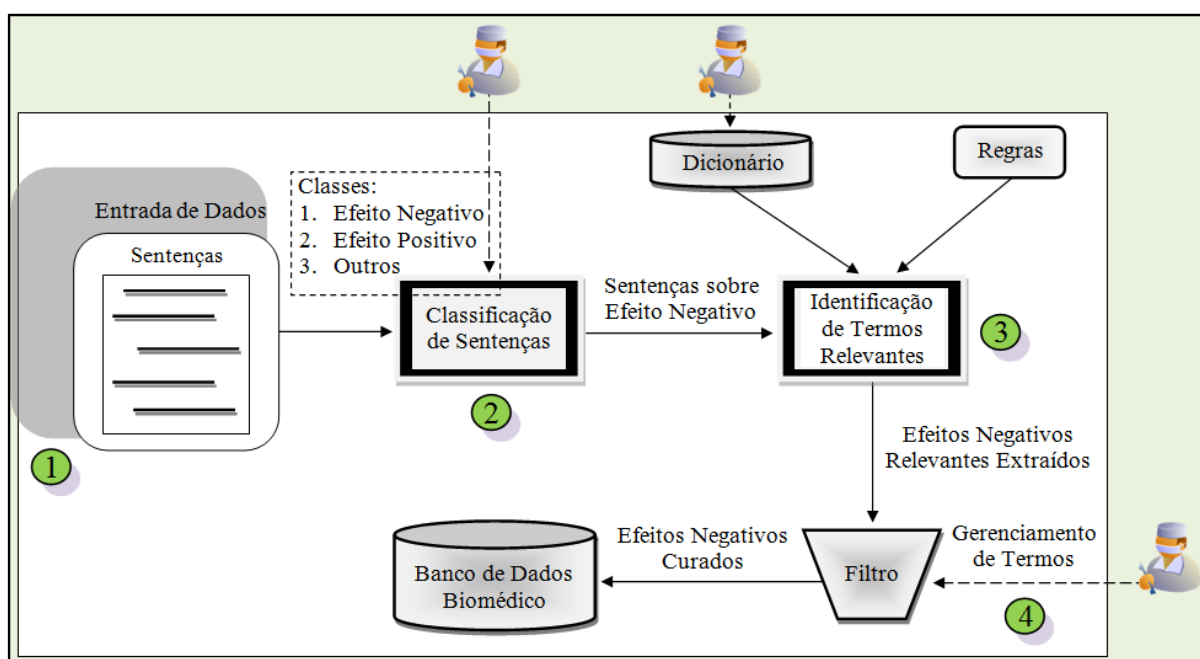 Dicionário
Regras
Classes:
1. Efeito Negativo
2. Efeito Positivo
3. Outros
Entrada de Dados
Sentenças
Classificação
de Sentenças
2
Sentenças sobre
Efeito Negativo
Identificação
de Termos
Relevantes
3
1
Efeitos Negativos
Relevantes Extraídos
Banco de Dados
Biomédico
Efeitos Negativos
Curados
Filtro
Gerenciamento
de Termos
4